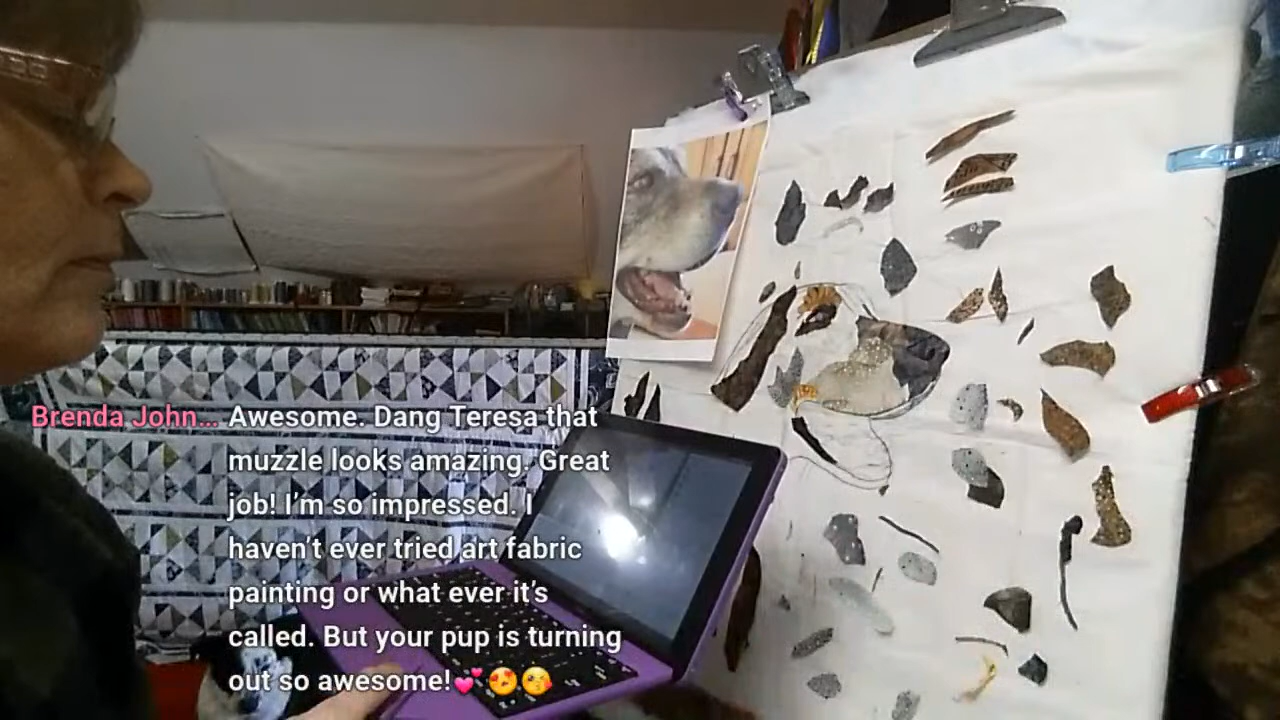 Brenda John... Awesome. Dang Teresa that
muzzle looks amazing. Great
job! I'm so impressed. I
haven't ever tried art fabric
painting or what ever it's
called. But your pup is turning
out so awesome!💕😍😘